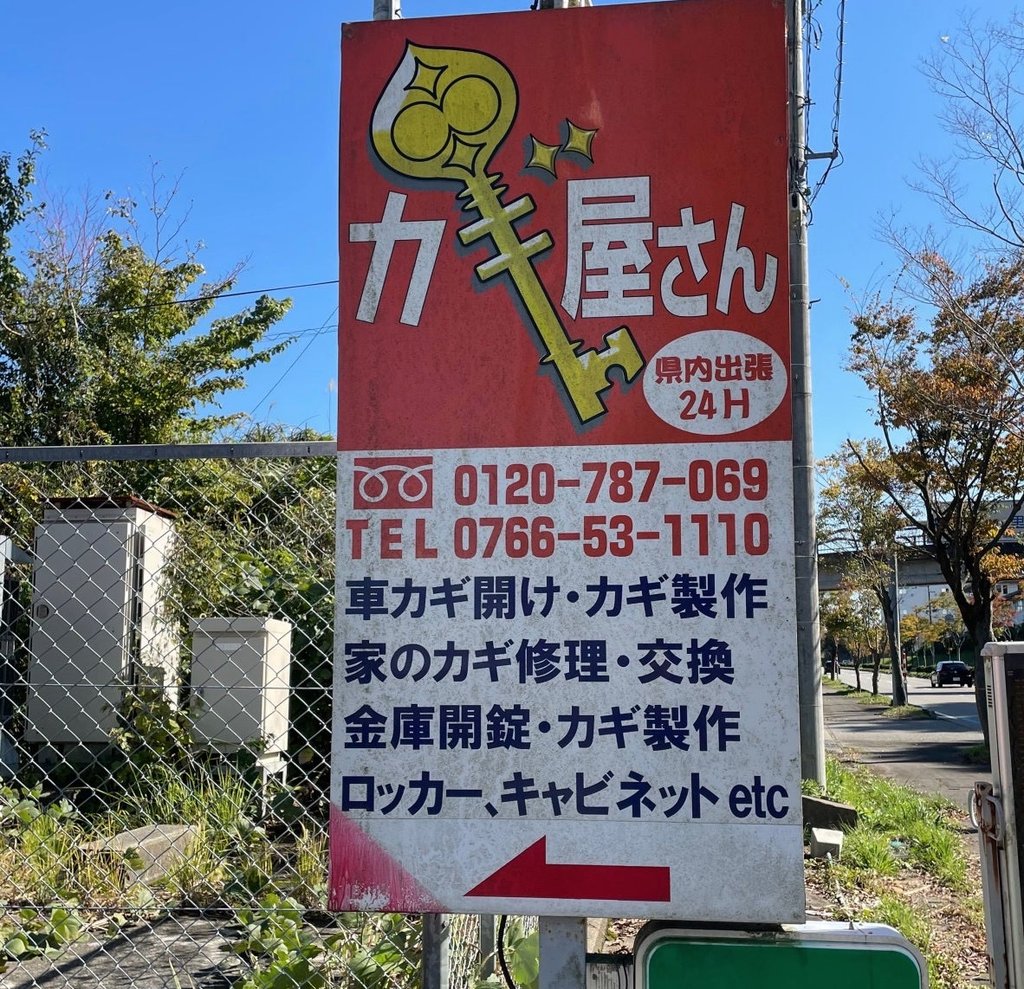 カギ屋さん
県内出張
24H
0120-787-069
TEL 0766-53-1110
車カギ開け・カギ製作
家のカギ修理・交換
金庫開錠・カギ製作
ロッカー、キャビネット etc